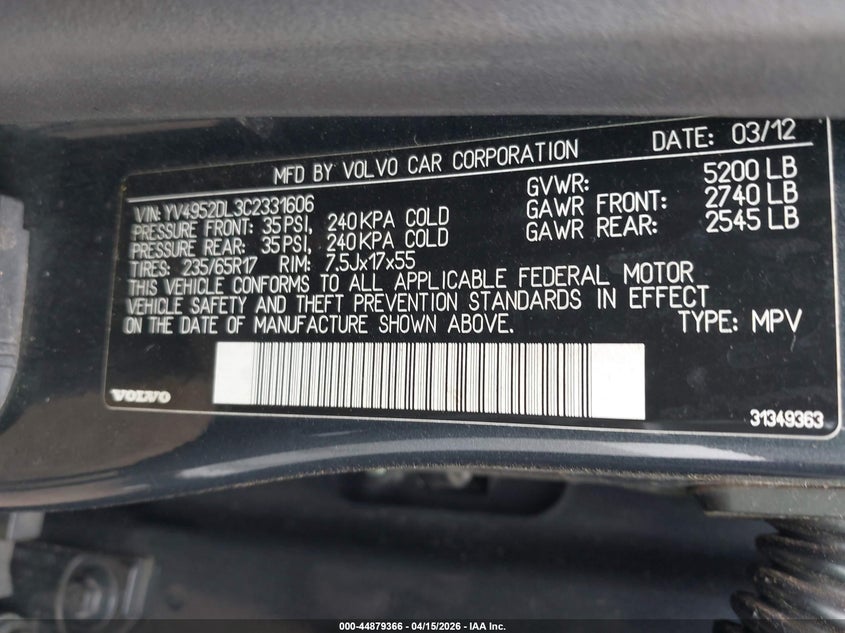 MFD BY VOLVO CAR CORPORATION DATE: 03/12
VIN: YV4952DL3C2331606 GVWR: 5200 LB
PRESSURE FRONT: 35 PSI, 240 KPA COLD GAWR FRONT: 2740 LB
PRESSURE REAR: 35 PSI, 240 KPA COLD GAWR REAR: 2545 LB
TIRES: 235/65R17 RIM: 7.5Jx17x55
THIS VEHICLE CONFORMS TO ALL APPLICABLE FEDERAL MOTOR
VEHICLE SAFETY AND THEFT PREVENTION STANDARDS IN EFFECT
ON THE DATE OF MANUFACTURE SHOWN ABOVE. TYPE: MPV
VOLVO 31349363
000-44879366 - 04/15/2026 - IAA Inc.